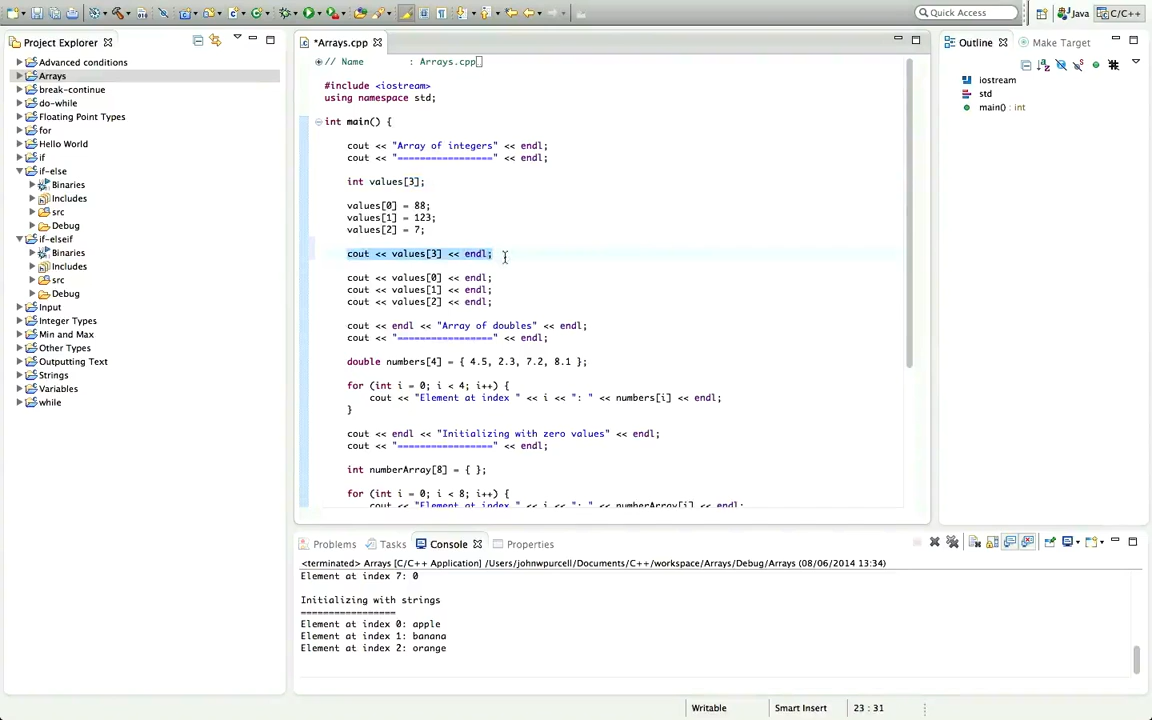 Quick Access
Java
C/C++
Project Explorer
Advanced conditions
Arrays
break-continue
do-while
Floating Point Types
for
Hello World
if
if-else
Binaries
Includes
src
Debug
if-elseif
Binaries
Includes
src
Debug
Input
Integer Types
Min and Max
Other Types
Outputting Text
Strings
Variables
while
*Arrays.cpp
// Name : Arrays.cpp
#include <iostream>
using namespace std;
int main() {
cout << "Array of integers" << endl;
cout << "=================" << endl;
int values[3];
values[0] = 88;
values[1] = 123;
values[2] = 7;
cout << values[3] << endl;
cout << values[0] << endl;
cout << values[1] << endl;
cout << values[2] << endl;
cout << endl << "Array of doubles" << endl;
cout << "=================" << endl;
double numbers[4] = { 4.5, 2.3, 7.2, 8.1 };
for (int i = 0; i < 4; i++) {
cout << "Element at index " << i << ": " << numbers[i] << endl;
}
cout << endl << "Initializing with zero values" << endl;
cout << "=================" << endl;
int numberArray[8] = { };
for (int i = 0; i < 8; i++) {
cout << "Element at index " << i << ": " << numberArray[i] << endl;
Outline
Make Target
iostream
std
main() : int
Problems
Tasks
Console
Properties
<terminated> Arrays [C/C++ Application] /Users/johnwpurcell/Documents/C++/workspace/Arrays/Debug/Arrays (08/06/2014 13:34)
Element at index 7: 0
Initializing with strings
=================
Element at index 0: apple
Element at index 1: banana
Element at index 2: orange
Writable
Smart Insert
23 : 31